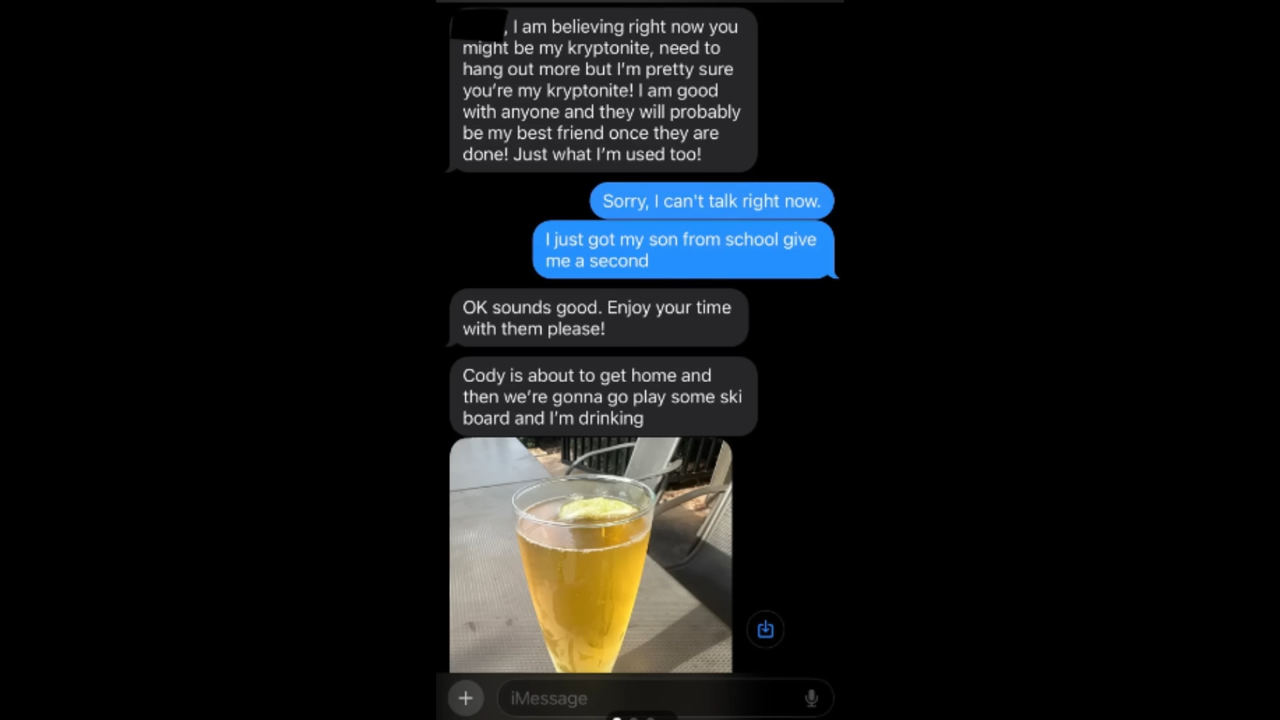 , I am believing right now you
might be my kryptonite, need to
hang out more but I'm pretty sure
you're my kryptonite! I am good
with anyone and they will probably
be my best friend once they are
done! Just what I'm used too!
Sorry, I can't talk right now.
I just got my son from school give
me a second
OK sounds good. Enjoy your time
with them please!
Cody is about to get home and
then we're gonna go play some ski
board and I'm drinking
iMessage